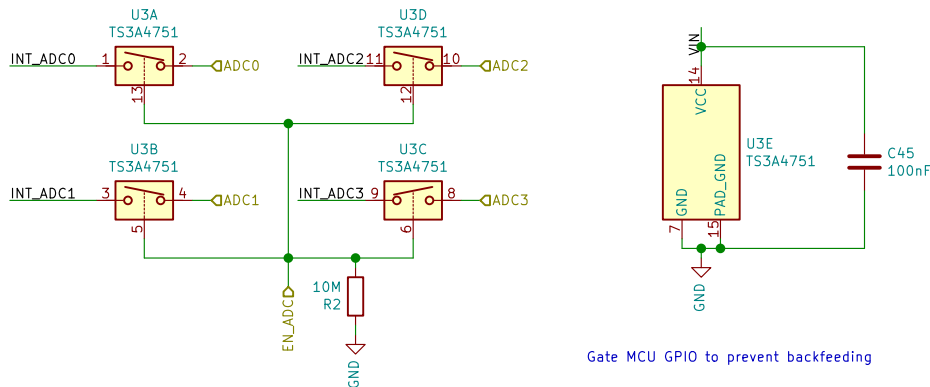 U3A
TS3A4751
INT_ADC0
1
2
ADC0
13
U3D
TS3A4751
INT_ADC2
11
10
ADC2
12
U3B
TS3A4751
INT_ADC1
3
4
ADC1
5
U3C
TS3A4751
INT_ADC3
9
8
ADC3
6
EN_ADC
10M
R2
GND
VIN
14
VCC
U3E
TS3A4751
GND
PAD_GND
7
15
GND
C45
100nF
Gate MCU GPIO to prevent backfeeding